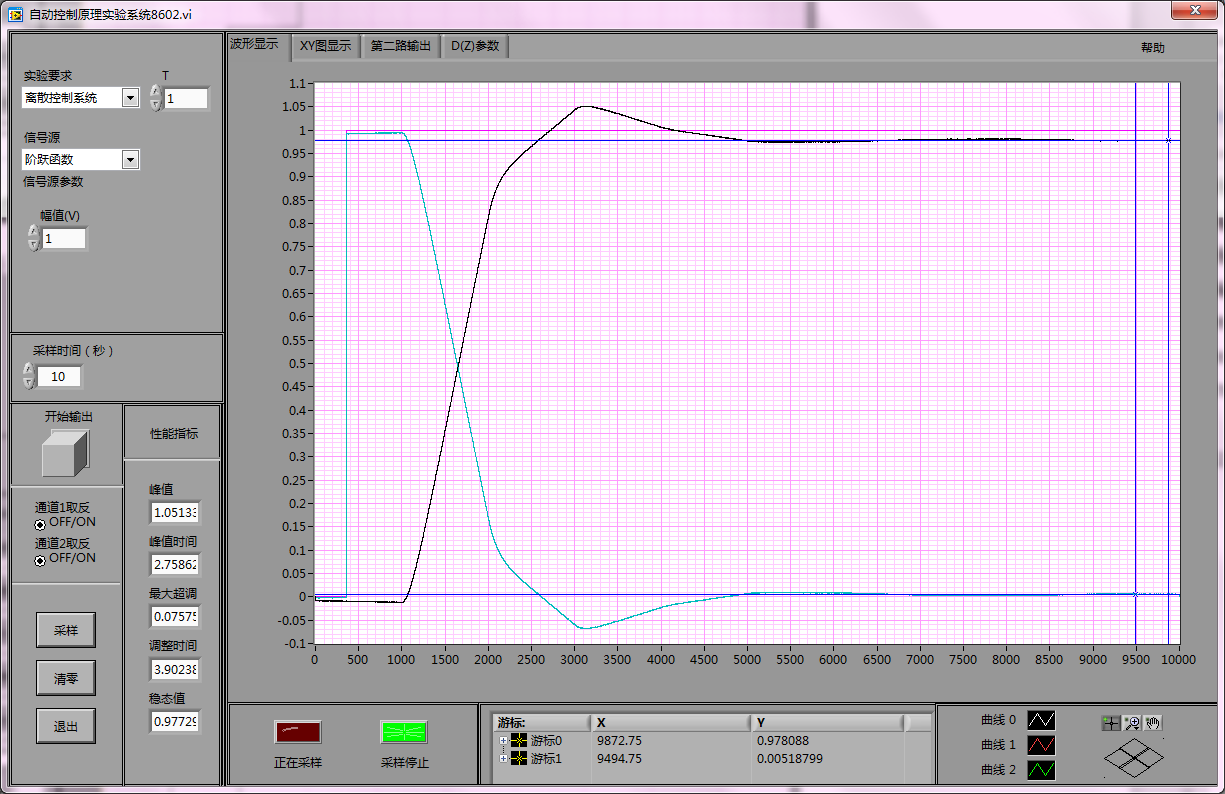 自动控制原理实验系统8602.vi
波形显示 XY图显示 第二路输出 D(Z)参数 帮助
实验要求 T
离散控制系统 1
信号源
阶跃函数
信号源参数
幅值(V)
1
采样时间（秒）
10
开始输出
通道1取反
OFF/ON
通道2取反
OFF/ON
采样
清零
退出
性能指标
峰值
1.0513
峰值时间
2.75862
最大超调
0.07575
调整时间
3.90238
稳态值
0.97729
1.1
1.05
1
0.95
0.9
0.85
0.8
0.75
0.7
0.65
0.6
0.55
0.5
0.45
0.4
0.35
0.3
0.25
0.2
0.15
0.1
0.05
0
-0.05
-0.1
0 500 1000 1500 2000 2500 3000 3500 4000 4500 5000 5500 6000 6500 7000 7500 8000 8500 9000 9500 10000
正在采样 采样停止
游标: X Y
游标0 9872.75 0.978088
游标1 9494.75 0.00518799
曲线 0
曲线 1
曲线 2